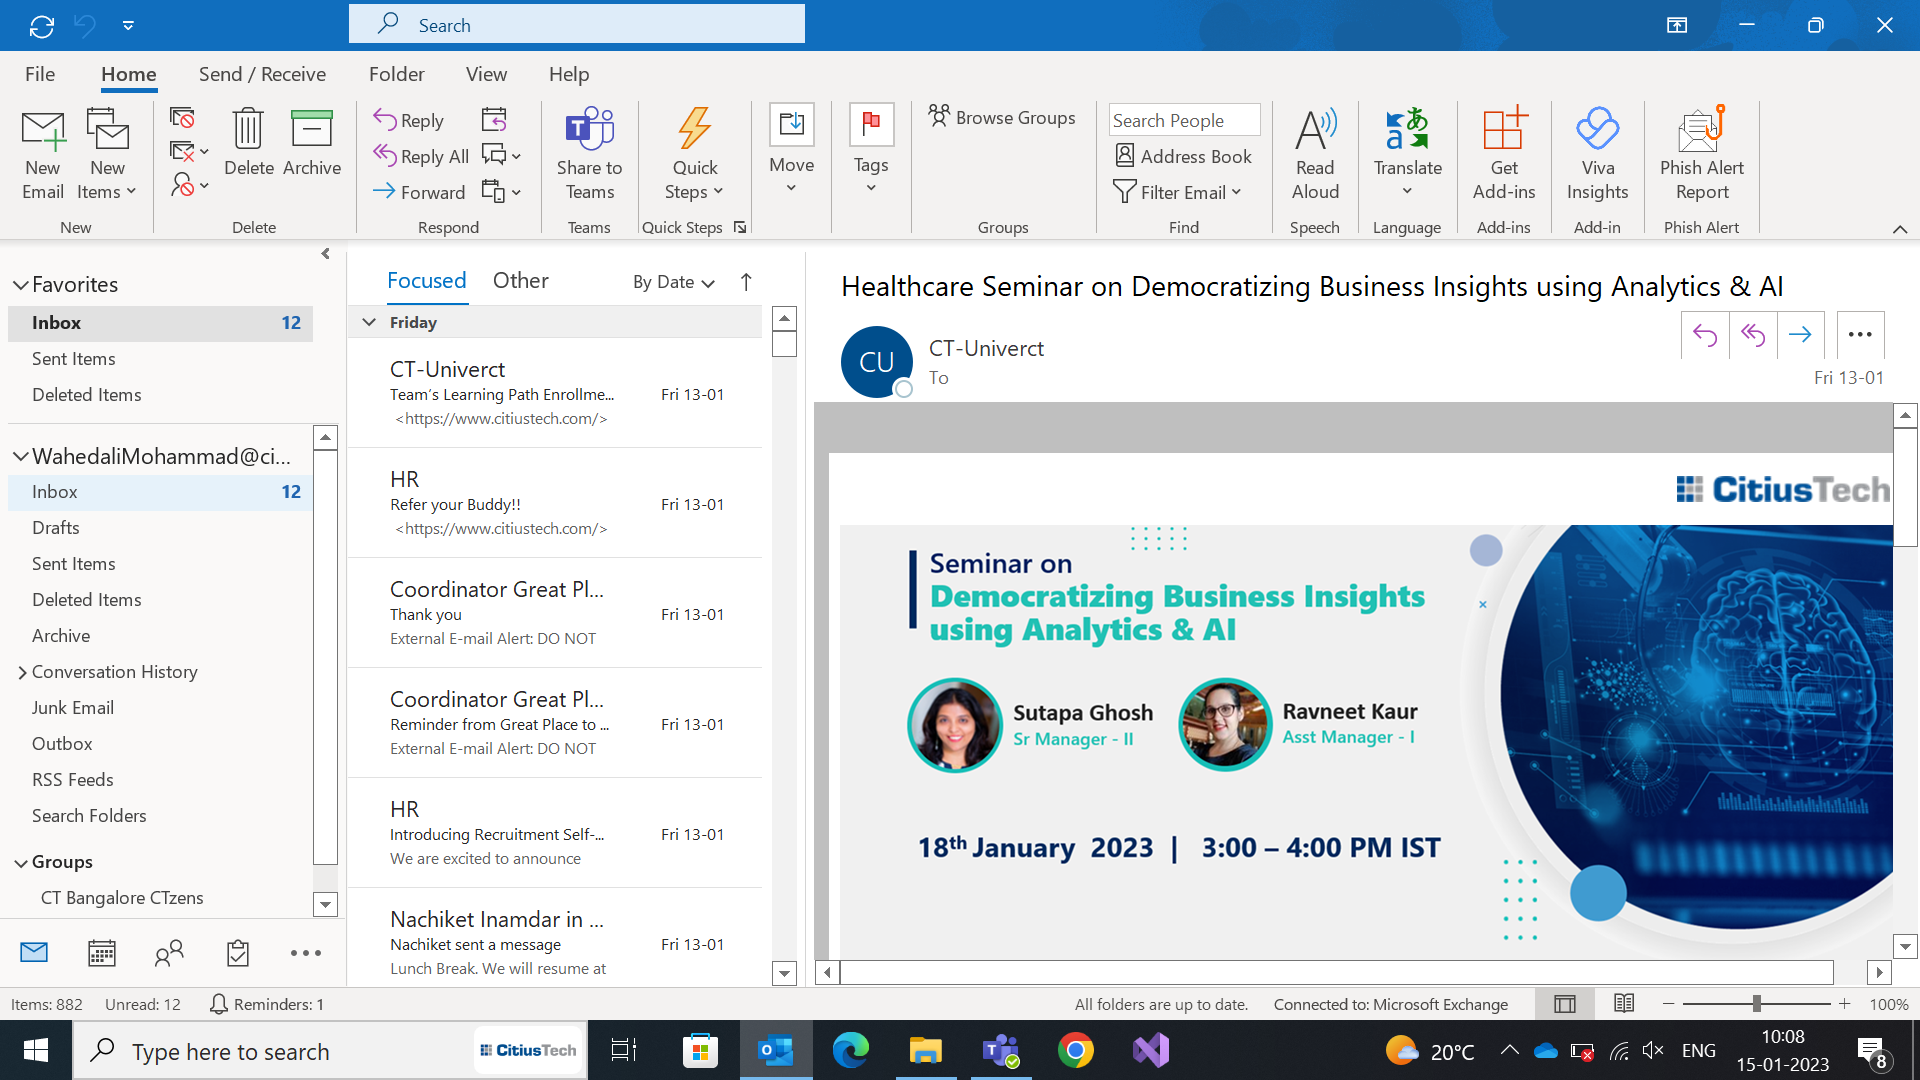 Search
File
Home
Send / Receive
Folder
View
Help
New Email
New Items
Delete
Archive
Reply
Reply All
Forward
Share to Teams
Quick Steps
Move
Tags
Browse Groups
Search People
Address Book
Filter Email
Read Aloud
Translate
Get Add-ins
Viva Insights
Phish Alert Report
New
Delete
Respond
Teams
Quick Steps
Groups
Find
Speech
Language
Add-ins
Add-in
Phish Alert
Favorites
Inbox 12
Sent Items
Deleted Items
WahedaliMohammad@ci...
Inbox 12
Drafts
Sent Items
Deleted Items
Archive
Conversation History
Junk Email
Outbox
RSS Feeds
Search Folders
Groups
CT Bangalore CTzens
Focused
Other
By Date
Friday
CT-Univerct
Team's Learning Path Enrollme... Fri 13-01
<https://www.citiustech.com/>
HR
Refer your Buddy!! Fri 13-01
<https://www.citiustech.com/>
Coordinator Great Pl...
Thank you Fri 13-01
External E-mail Alert: DO NOT
Coordinator Great Pl...
Reminder from Great Place to ... Fri 13-01
External E-mail Alert: DO NOT
HR
Introducing Recruitment Self-... Fri 13-01
We are excited to announce
Nachiket Inamdar in ...
Nachiket sent a message Fri 13-01
Lunch Break. We will resume at
Healthcare Seminar on Democratizing Business Insights using Analytics & AI
CU
CT-Univerct
To
Fri 13-01
CitiusTech
Seminar on
Democratizing Business Insights
using Analytics & AI
Sutapa Ghosh
Sr Manager - II
Ravneet Kaur
Asst Manager - I
18th January 2023 | 3:00 – 4:00 PM IST
Items: 882
Unread: 12
Reminders: 1
All folders are up to date.
Connected to: Microsoft Exchange
100%
Type here to search
CitiusTech
20°C
ENG
10:08
15-01-2023
8